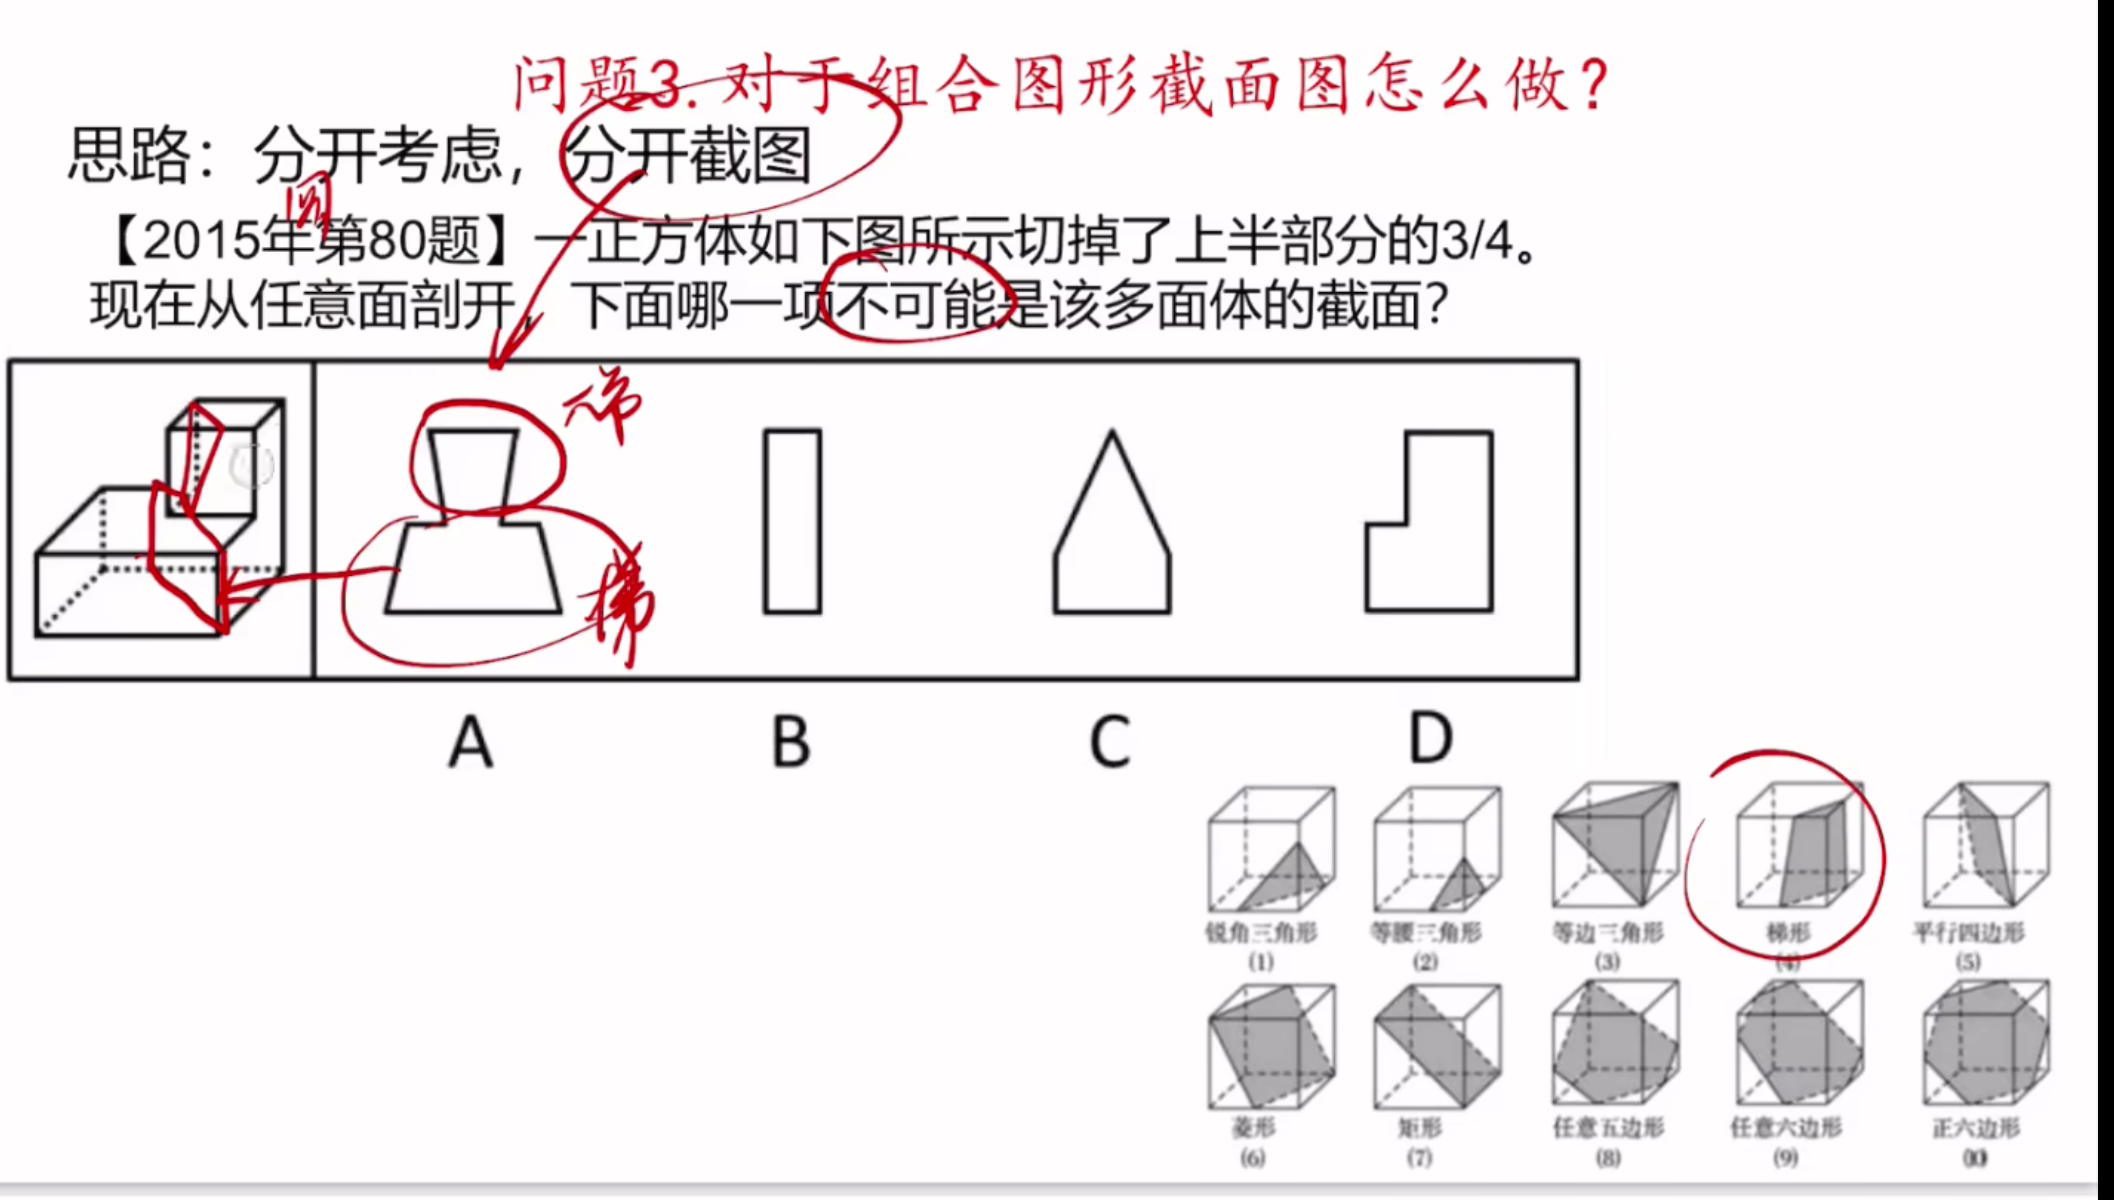 问题3.对于组合图形截面图怎么做？
思路：分开考虑，分开截图
国
【2015年第80题】一正方体如下图所示切掉了上半部分的3/4。
现在从任意面剖开，下面哪一项不可能是该多面体的截面？
梯
A B C D
锐角三角形 等腰三角形 等边三角形 梯形 平行四边形
(1) (2) (3) (4) (5)
菱形 矩形 任意五边形 任意六边形 正六边形
(6) (7) (8) (9) (10)